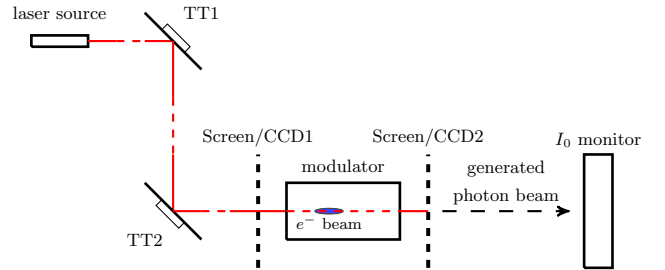 laser source
TT1
Screen/CCD1
Screen/CCD2
modulator
I₀ monitor
generated
photon beam
e⁻ beam
TT2